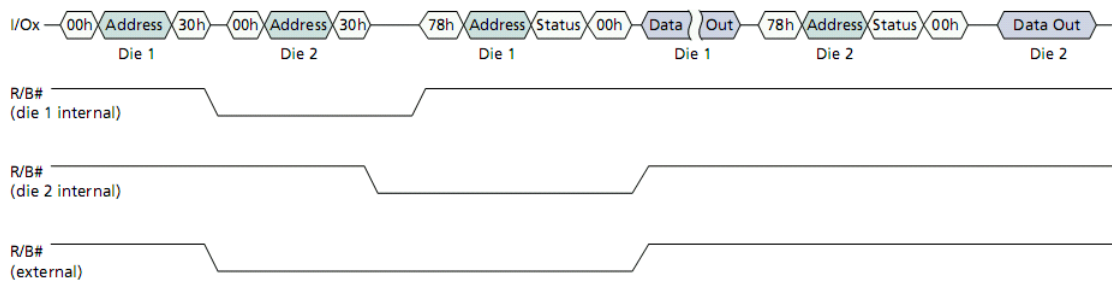 I/Ox 00h Address 30h 00h Address 30h 78h Address Status 00h Data Out 78h Address Status 00h Data Out
Die 1 Die 2 Die 1 Die 1 Die 2 Die 2
R/B#
(die 1 internal)
R/B#
(die 2 internal)
R/B#
(external)